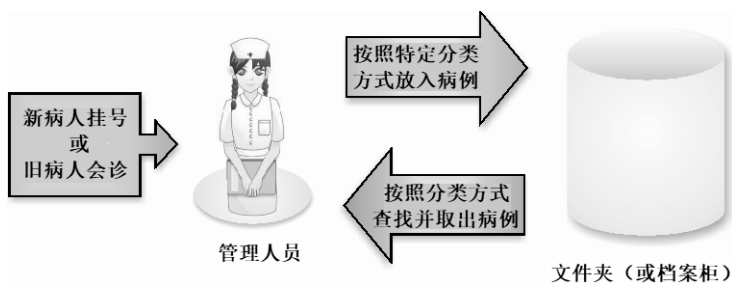 新病人挂号
或
旧病人会诊
管理人员
按照特定分类
方式放入病例
按照分类方式
查找并取出病例
文件夹（或档案柜）